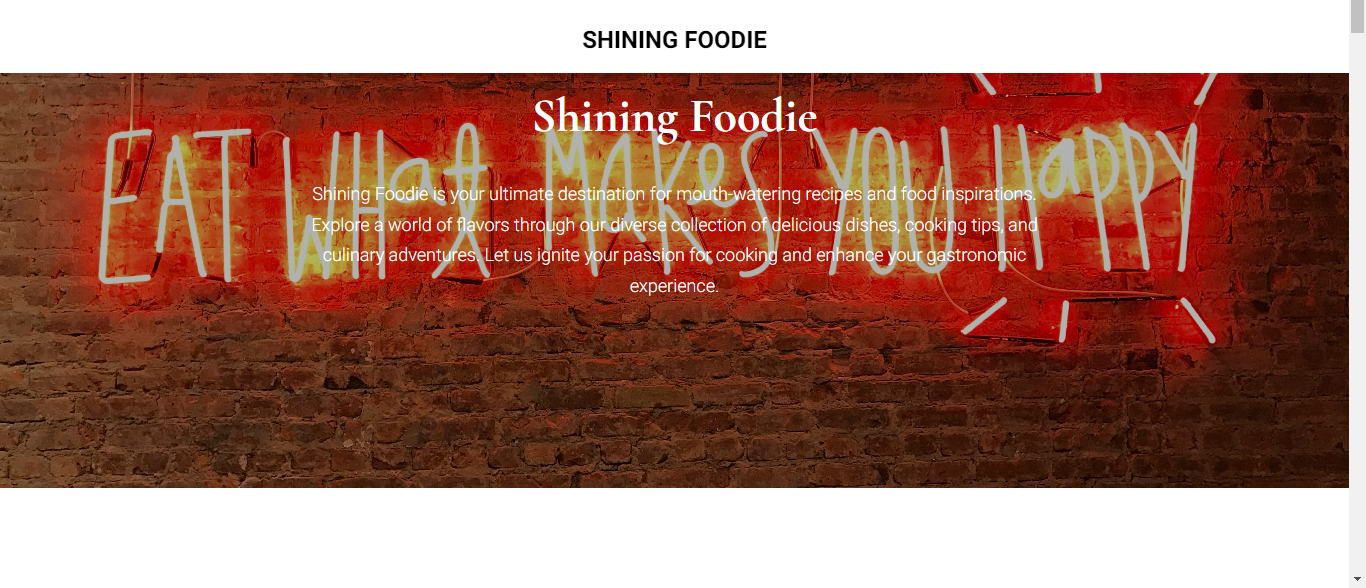 SHINING FOODIE
Shining Foodie
EAT WHat MAKes YOU HaPPY
Shining Foodie is your ultimate destination for mouth-watering recipes and food inspirations.
Explore a world of flavors through our diverse collection of delicious dishes, cooking tips, and
culinary adventures. Let us ignite your passion for cooking and enhance your gastronomic
experience.